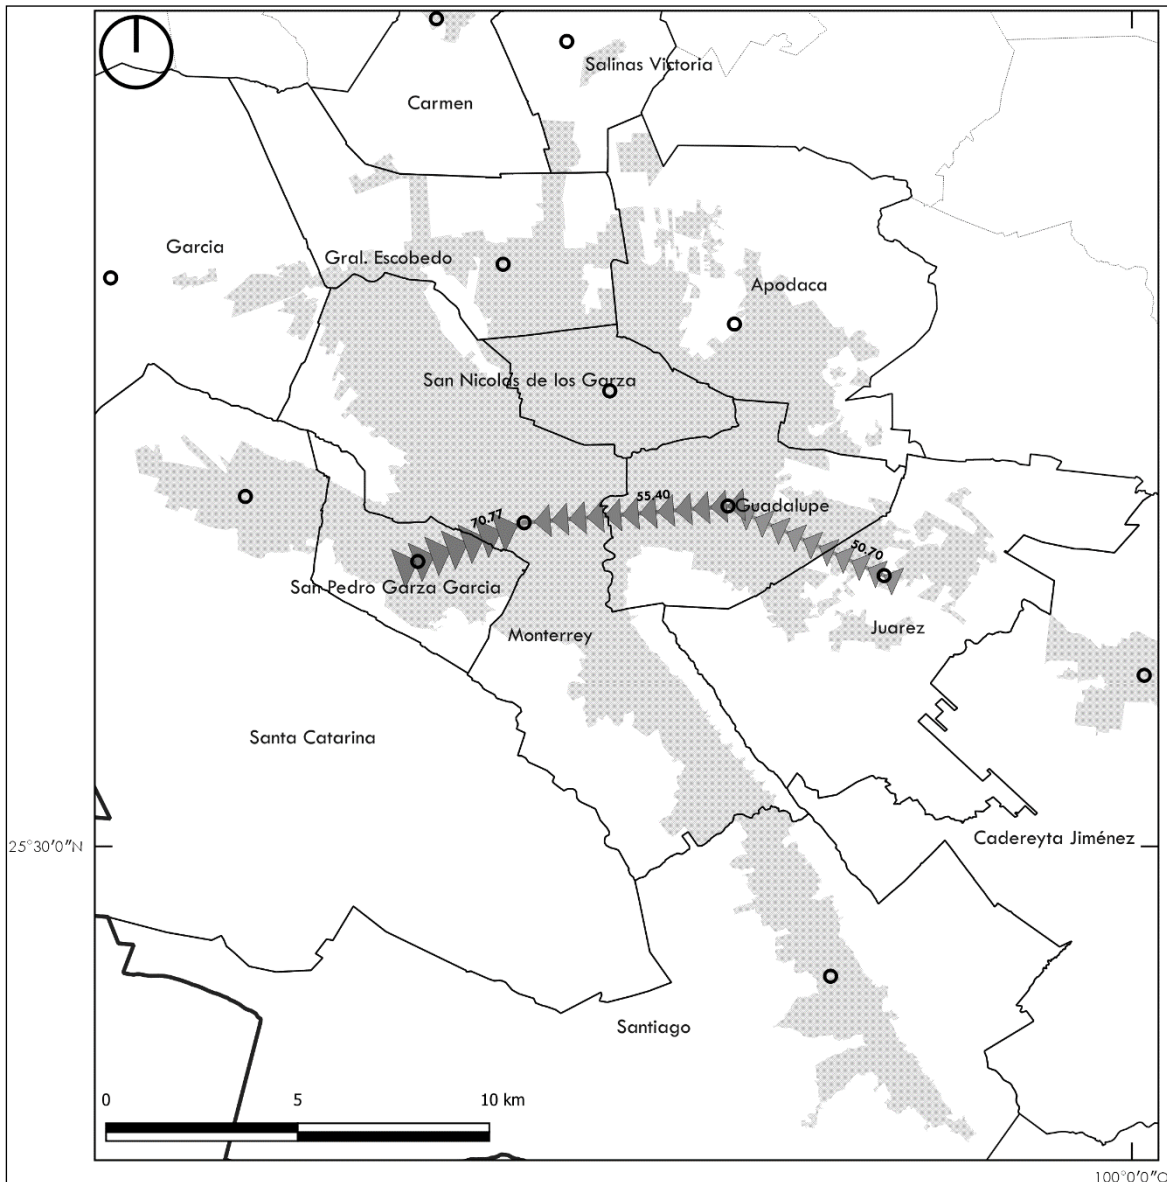 Salinas Victoria
Carmen
Garcia
Gral. Escobedo
Apodaca
San Nicolas de los Garza
70.77
55.40
Guadalupe
50.70
San Pedro Garza Garcia
Juarez
Monterrey
Santa Catarina
Cadereyta Jiménez
25°30'0"N
Santiago
0 5 10 km
100°0'0"O